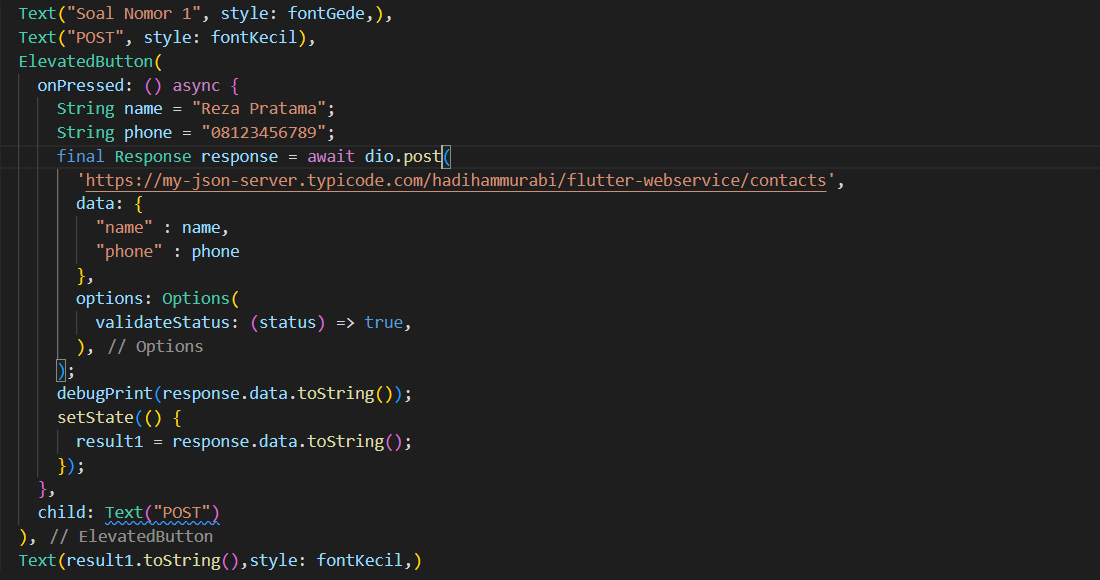 Text("Soal Nomor 1", style: fontGede,),
Text("POST", style: fontKecil),
ElevatedButton(
onPressed: () async {
String name = "Reza Pratama";
String phone = "08123456789";
final Response response = await dio.post(
'https://my-json-server.typicode.com/hadihammurabi/flutter-webservice/contacts',
data: {
"name" : name,
"phone" : phone
},
options: Options(
validateStatus: (status) => true,
), // Options
);
debugPrint(response.data.toString());
setState(() {
result1 = response.data.toString();
});
},
child: Text("POST")
), // ElevatedButton
Text(result1.toString(),style: fontKecil,)